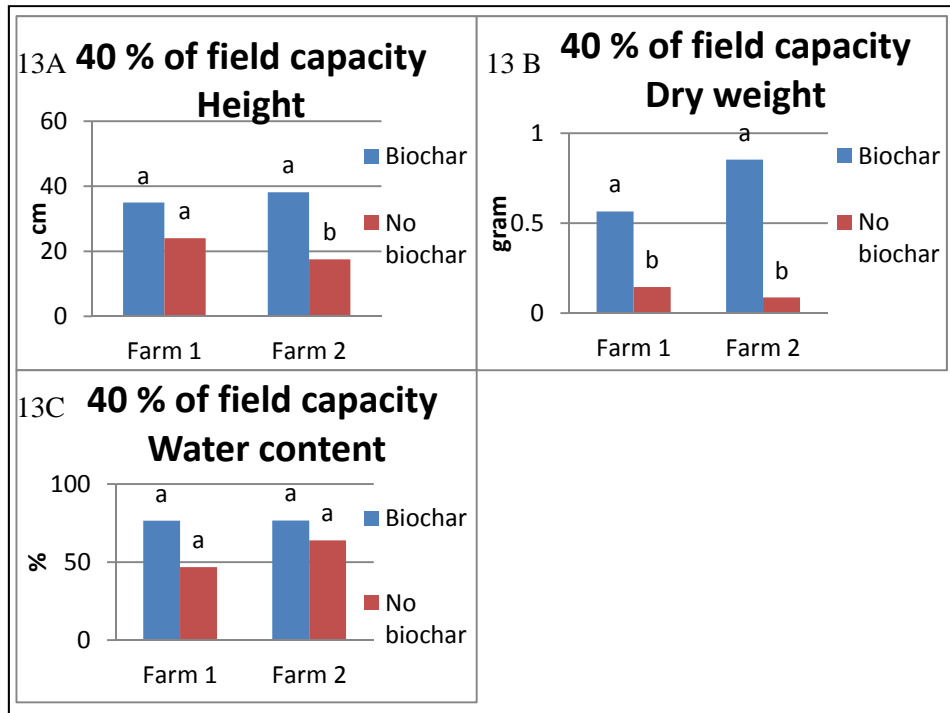 13A 40 % of field capacity
Height
60
40
20
0
cm
a
a
a
b
Farm 1
Farm 2
Biochar
No
biochar
13 B 40 % of field capacity
Dry weight
1
0.5
0
gram
a
b
a
b
Farm 1
Farm 2
Biochar
No
biochar
13C 40 % of field capacity
Water content
100
50
0
%
a
a
a
a
Farm 1
Farm 2
Biochar
No
biochar